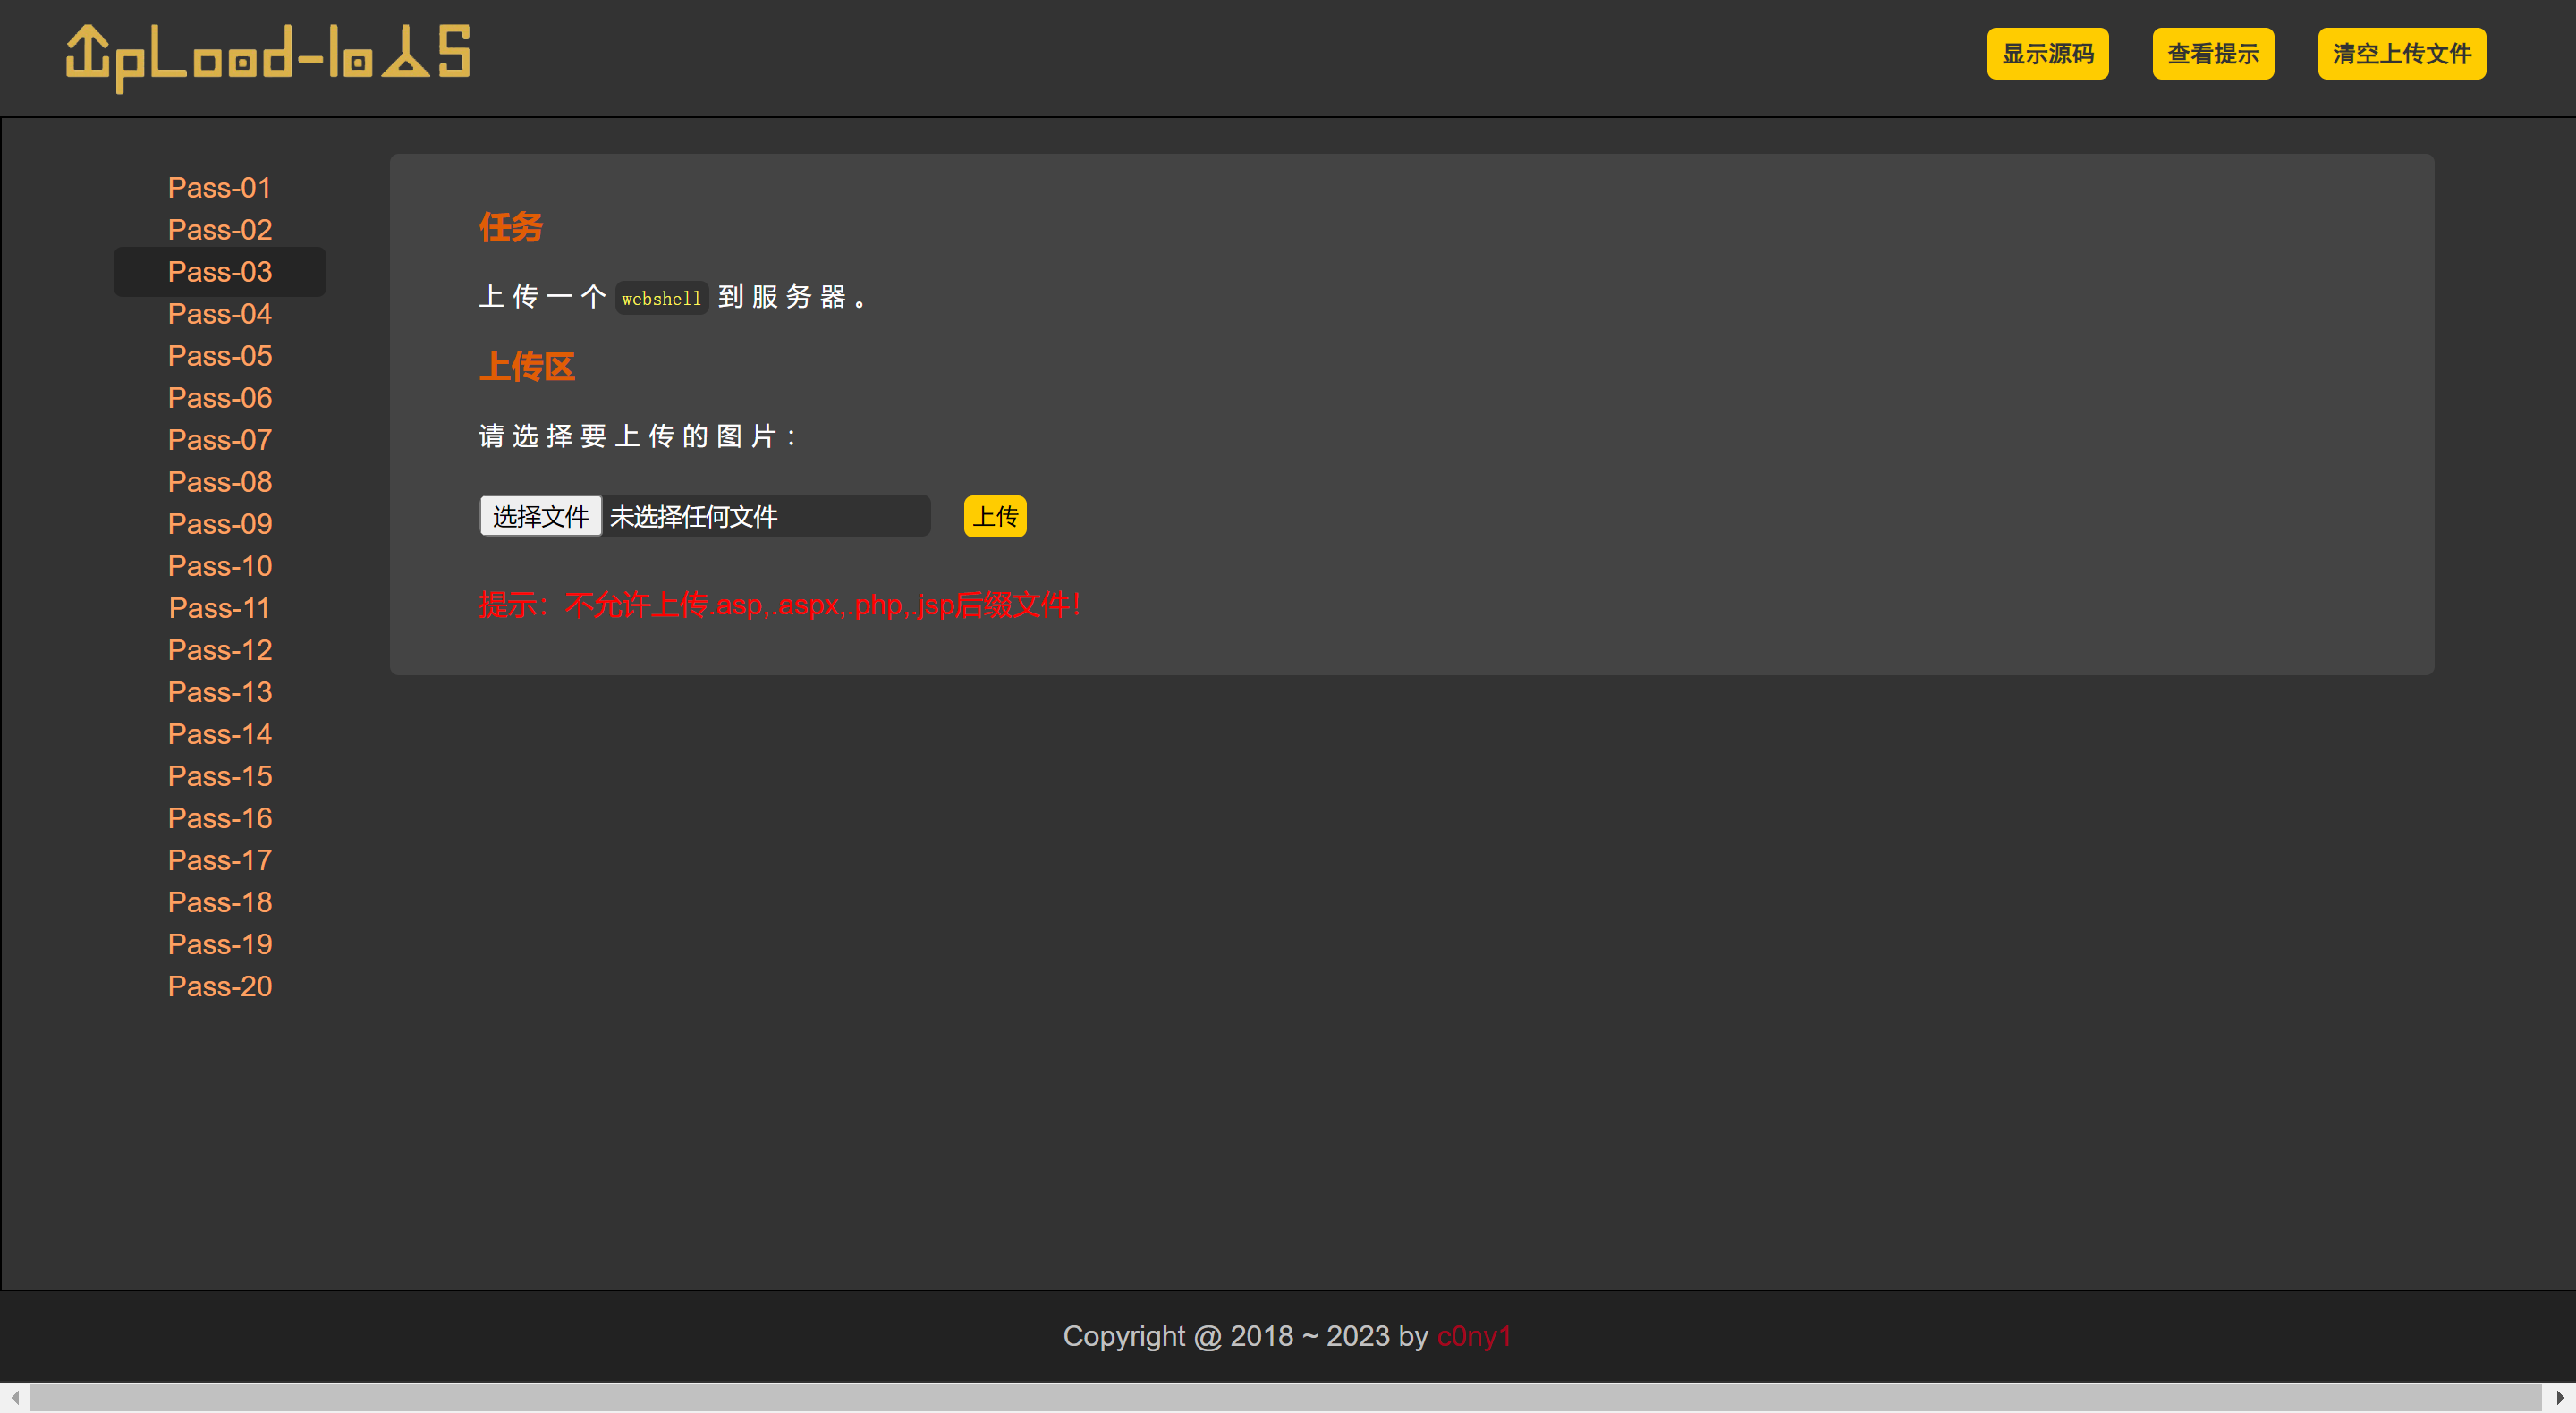 UpLoad-labs
显示源码
查看提示
清空上传文件
Pass-01
Pass-02
Pass-03
Pass-04
Pass-05
Pass-06
Pass-07
Pass-08
Pass-09
Pass-10
Pass-11
Pass-12
Pass-13
Pass-14
Pass-15
Pass-16
Pass-17
Pass-18
Pass-19
Pass-20
任务
上传一个 webshell 到服务器。
上传区
请选择要上传的图片：
选择文件 未选择任何文件 上传
提示：不允许上传.asp,.aspx,.php,.jsp后缀文件！
Copyright @ 2018 ~ 2023 by c0ny1